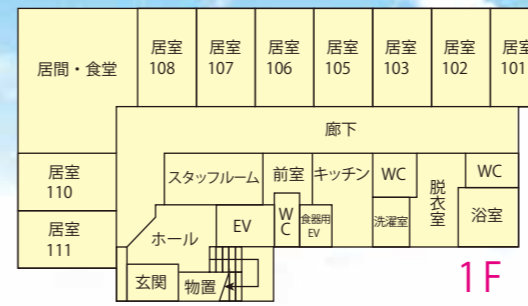 居間・食堂
居室
108
居室
107
居室
106
居室
105
居室
103
居室
102
居室
101
廊下
居室
110
居室
111
スタッフルーム
前室
キッチン
WC
脱衣室
WC
ホール
EV
WC
食器用
EV
洗濯室
浴室
玄関
物置
1F